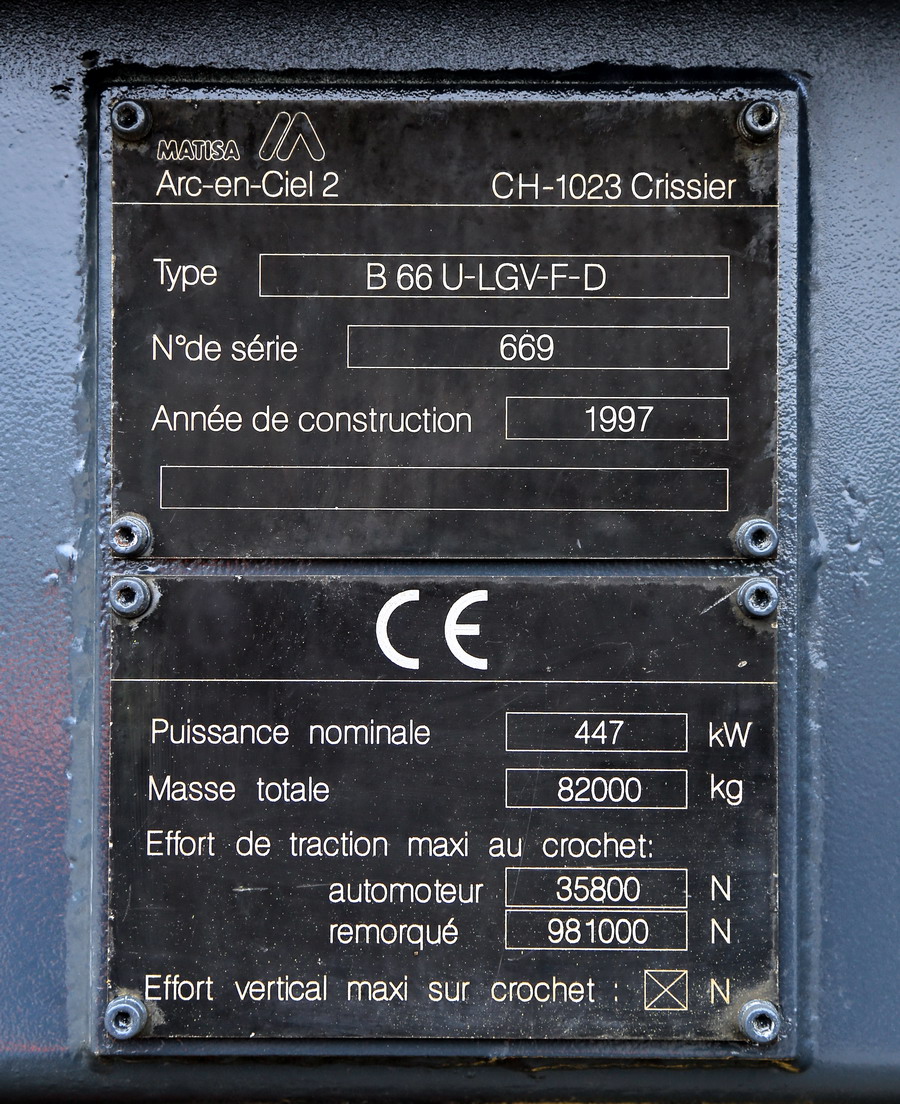 MATISA
Arc-en-Ciel 2 CH-1023 Crissier
Type B 66 U-LGV-F-D
N°de série 669
Année de construction 1997
CE
Puissance nominale 447 kW
Masse totale 82000 kg
Effort de traction maxi au crochet:
automoteur 35800 N
remorqué 981000 N
Effort vertical maxi sur crochet : N